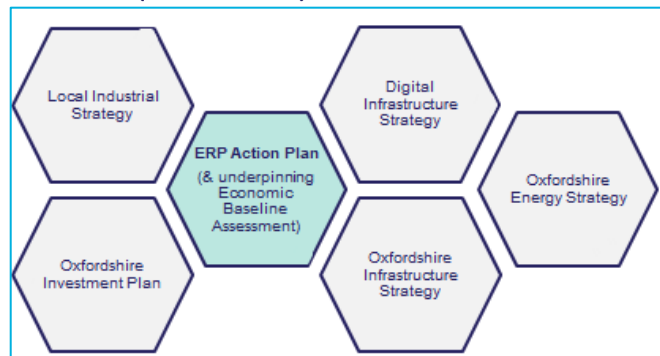 Local Industrial
Strategy
Digital
Infrastructure
Strategy
ERP Action Plan
(& underpinning
Economic
Baseline
Assessment)
Oxfordshire
Energy Strategy
Oxfordshire
Investment Plan
Oxfordshire
Infrastructure
Strategy